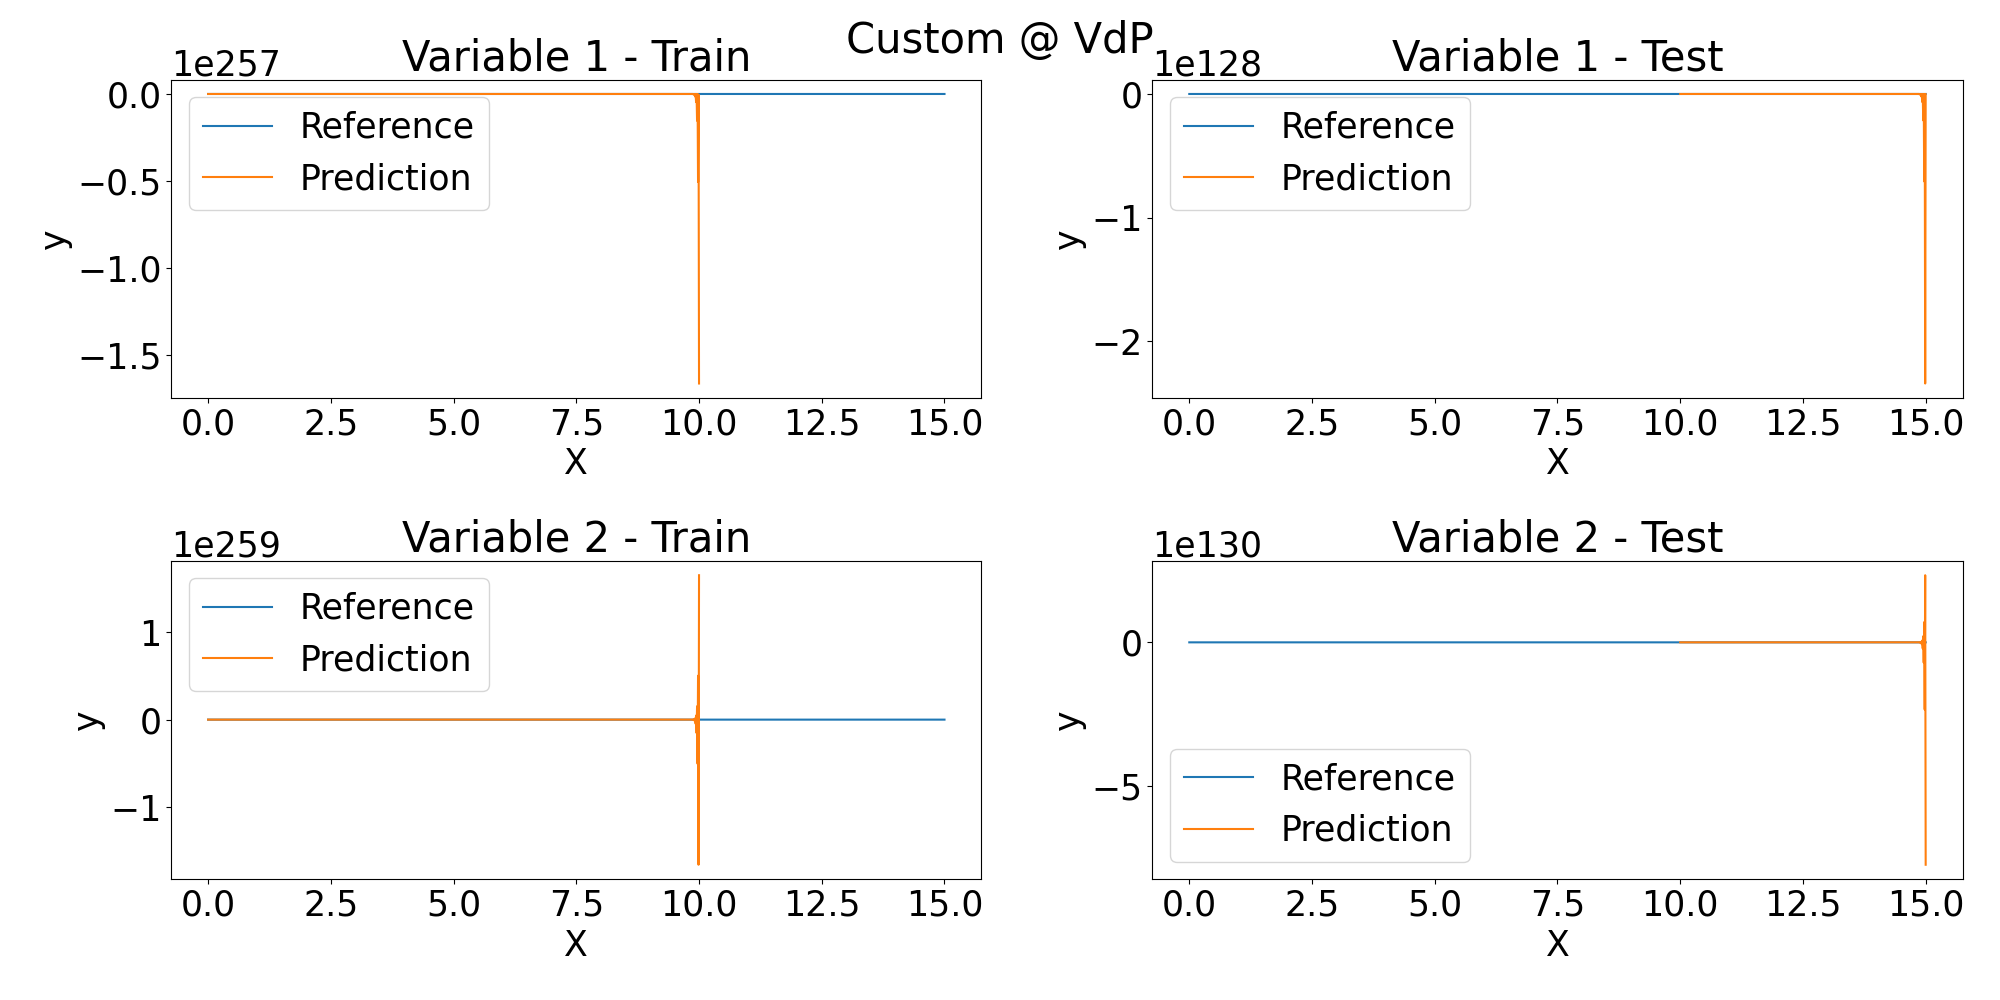 Custom @ VdP
Variable 1 - Train
1e257
0.0
−0.5
−1.0
−1.5
y
Reference
Prediction
0.0 2.5 5.0 7.5 10.0 12.5 15.0
X
Variable 1 - Test
1e128
0
−1
−2
y
Reference
Prediction
0.0 2.5 5.0 7.5 10.0 12.5 15.0
X
Variable 2 - Train
1e259
1
0
−1
y
Reference
Prediction
0.0 2.5 5.0 7.5 10.0 12.5 15.0
X
Variable 2 - Test
1e130
0
−5
y
Reference
Prediction
0.0 2.5 5.0 7.5 10.0 12.5 15.0
X